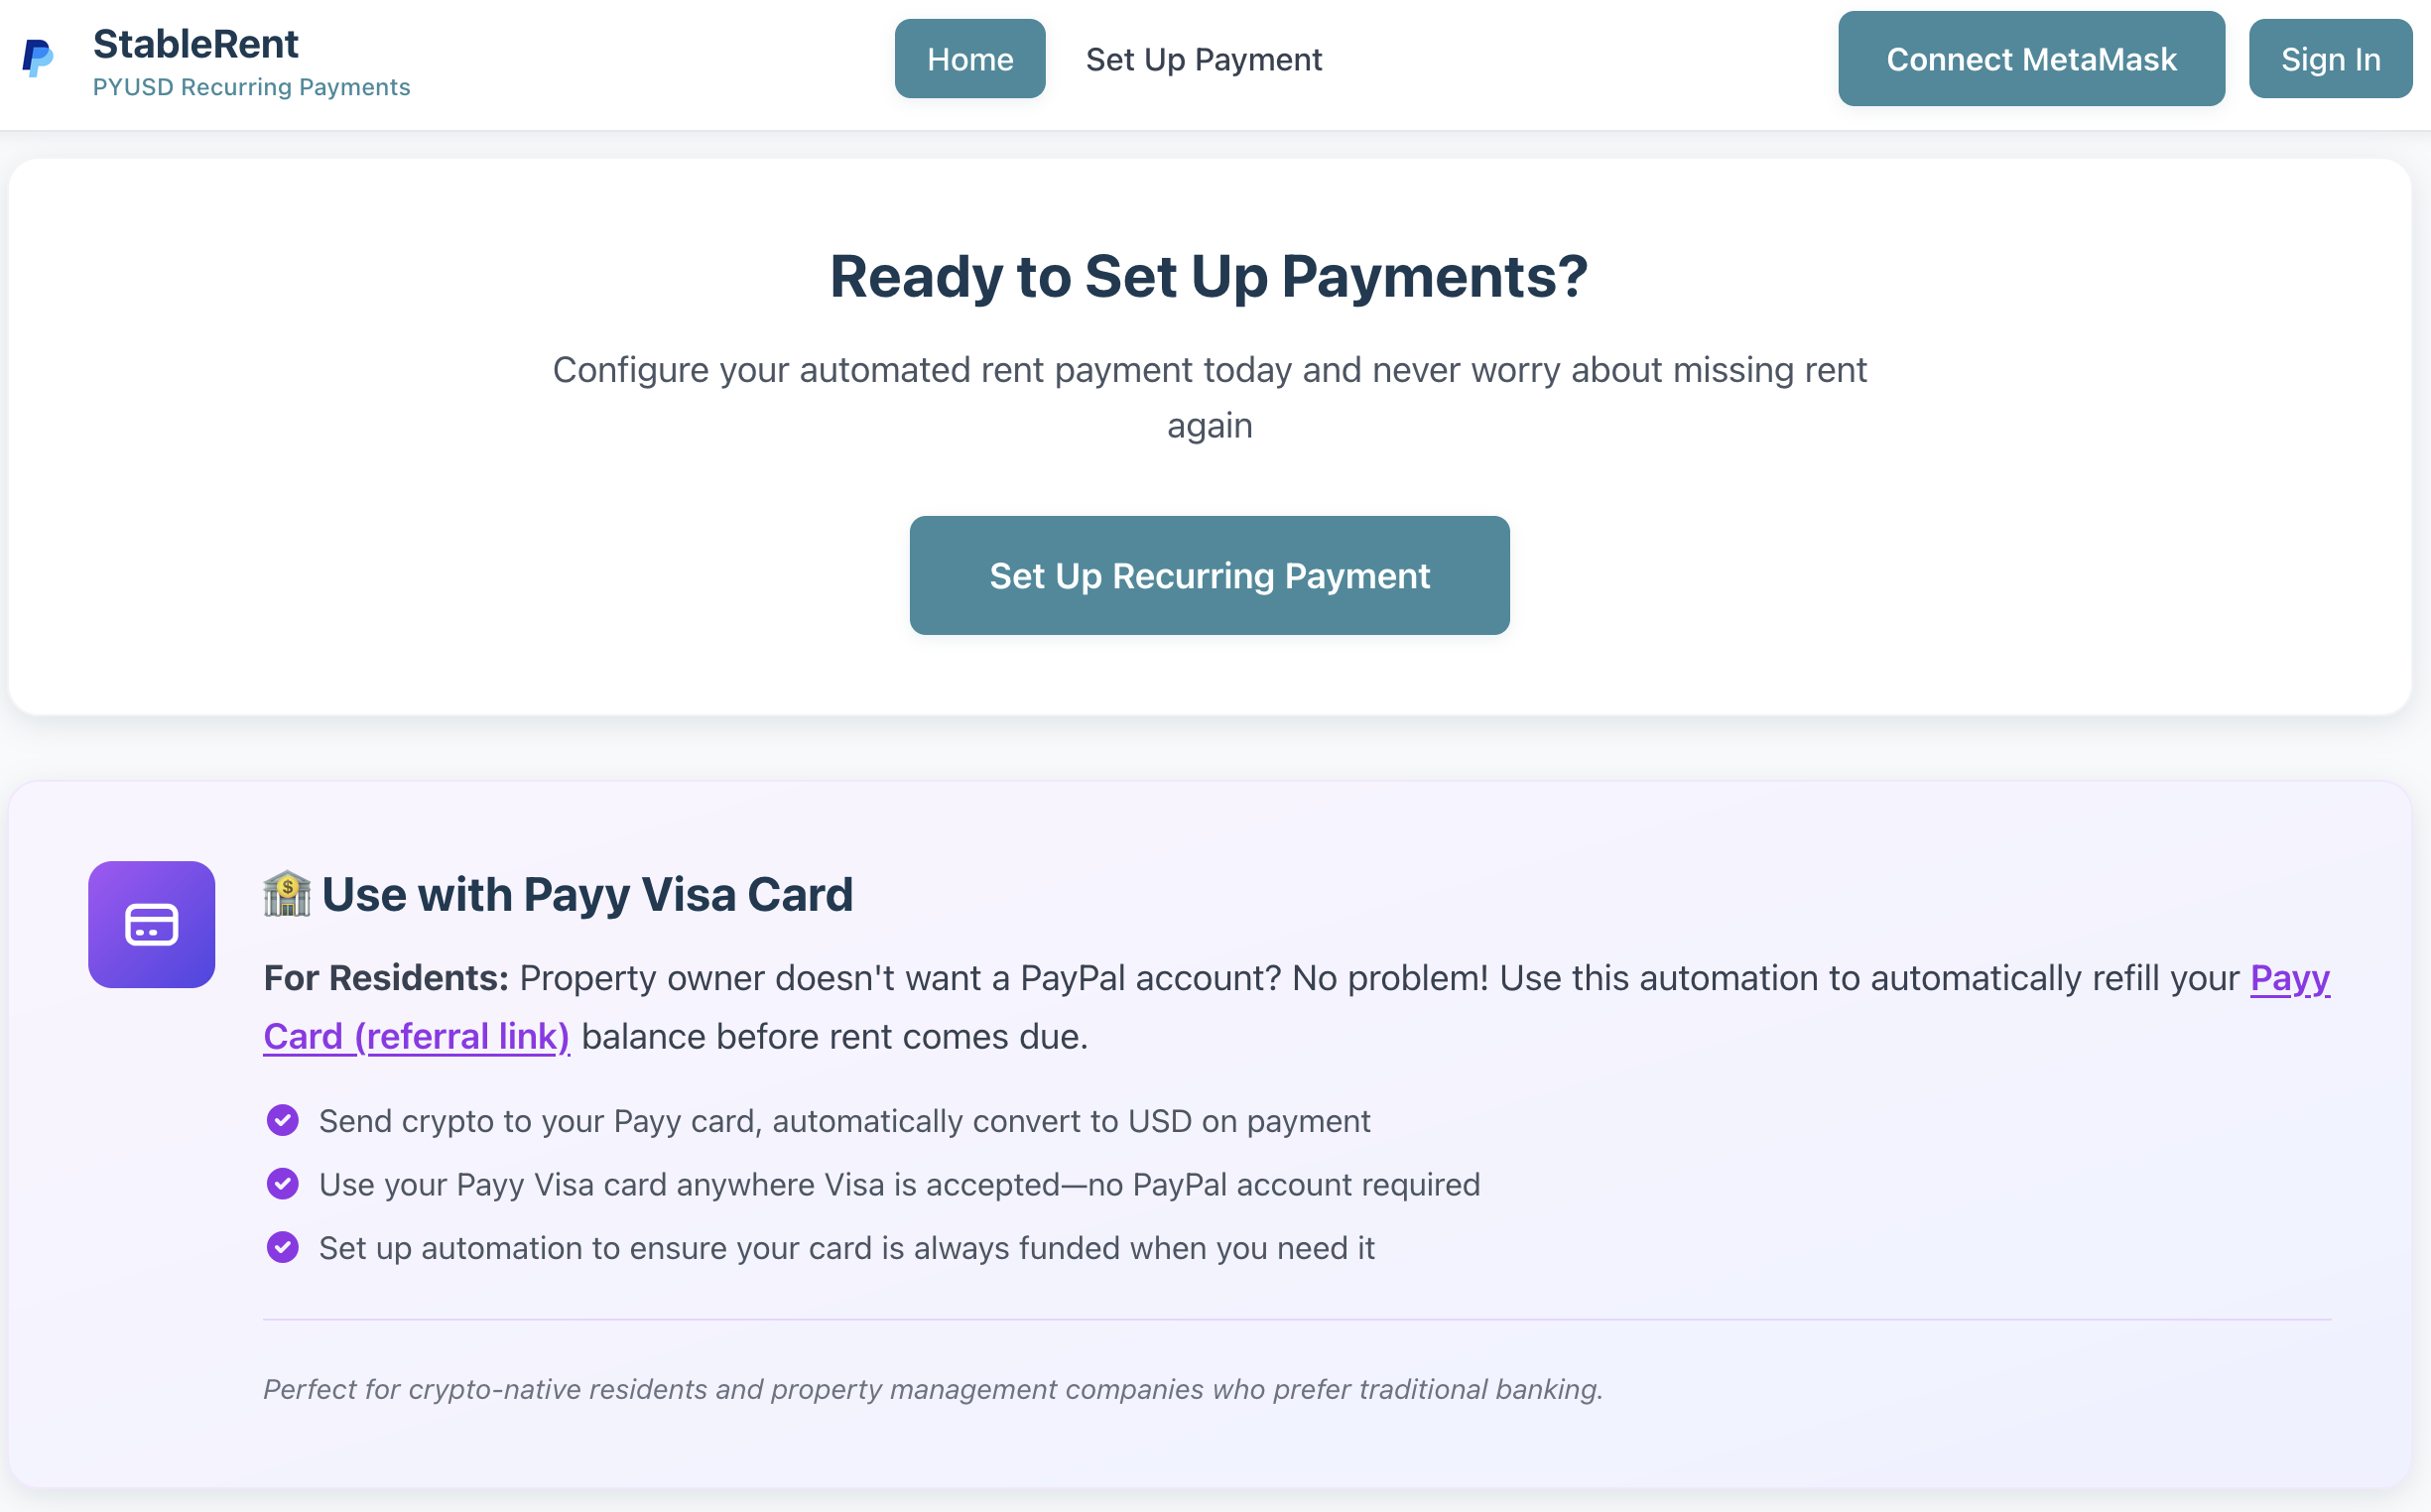 StableRent
PYUSD Recurring Payments
Home
Set Up Payment
Connect MetaMask
Sign In
Ready to Set Up Payments?
Configure your automated rent payment today and never worry about missing rent
again
Set Up Recurring Payment
Use with Payy Visa Card
For Residents: Property owner doesn't want a PayPal account? No problem! Use this automation to automatically refill your Payy
Card (referral link) balance before rent comes due.
Send crypto to your Payy card, automatically convert to USD on payment
Use your Payy Visa card anywhere Visa is accepted—no PayPal account required
Set up automation to ensure your card is always funded when you need it
Perfect for crypto-native residents and property management companies who prefer traditional banking.